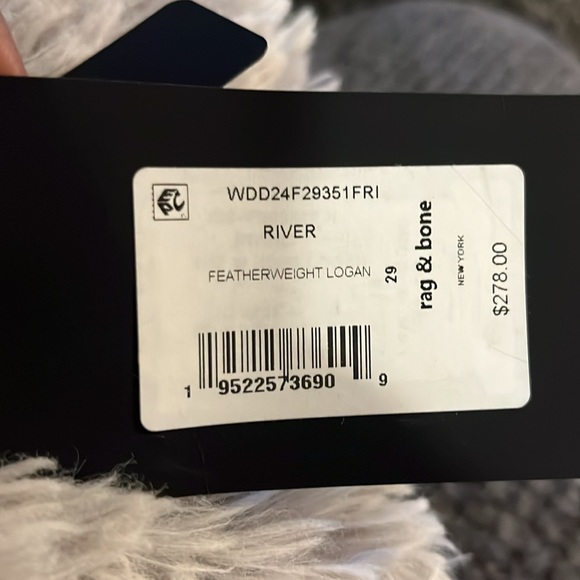 WDD24F29351FRI
RIVER
FEATHERWEIGHT LOGAN
29
rag & bone
NEW YORK
$278.00
1 9522573690 9